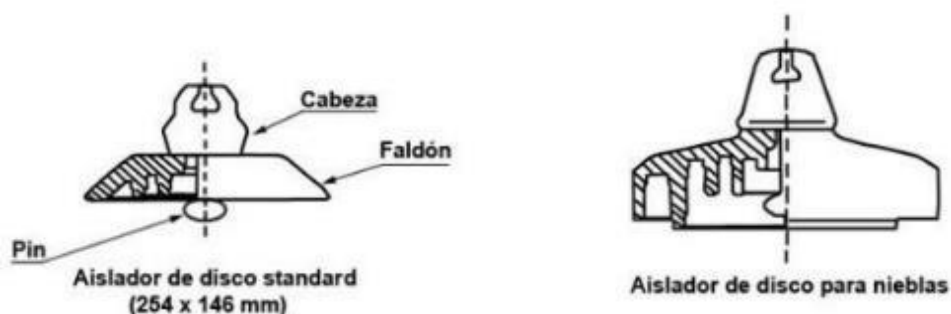 Cabeza
Faldón
Pin
Aislador de disco standard
(254 x 146 mm)
Aislador de disco para nieblas